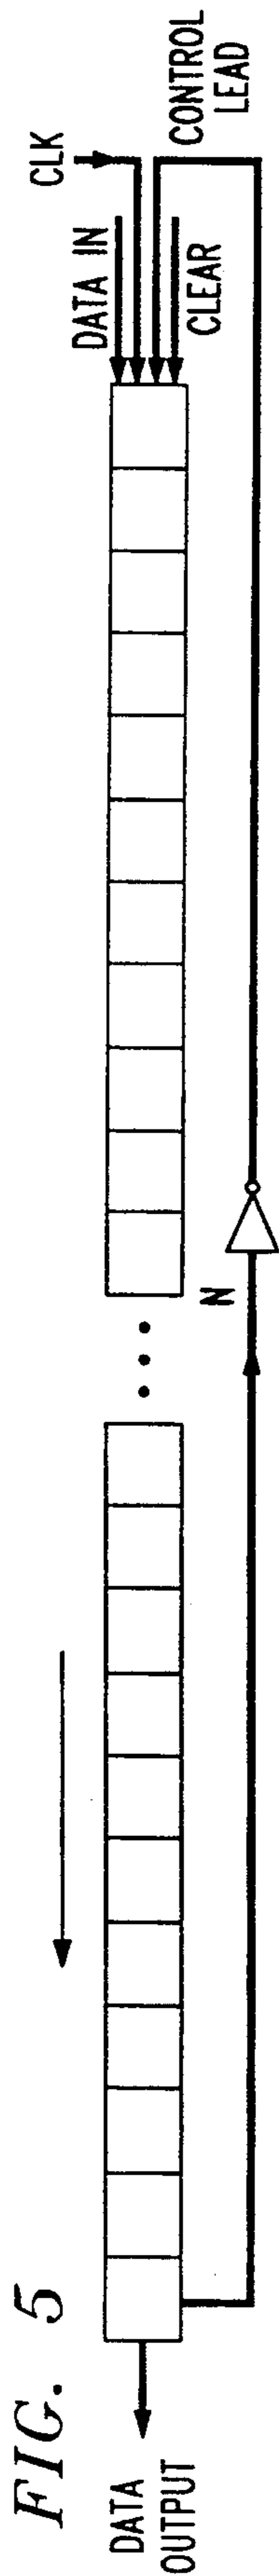 FIG. 5
DATA
OUTPUT
N
CLK
DATA IN
CLEAR
CONTROL
LEAD